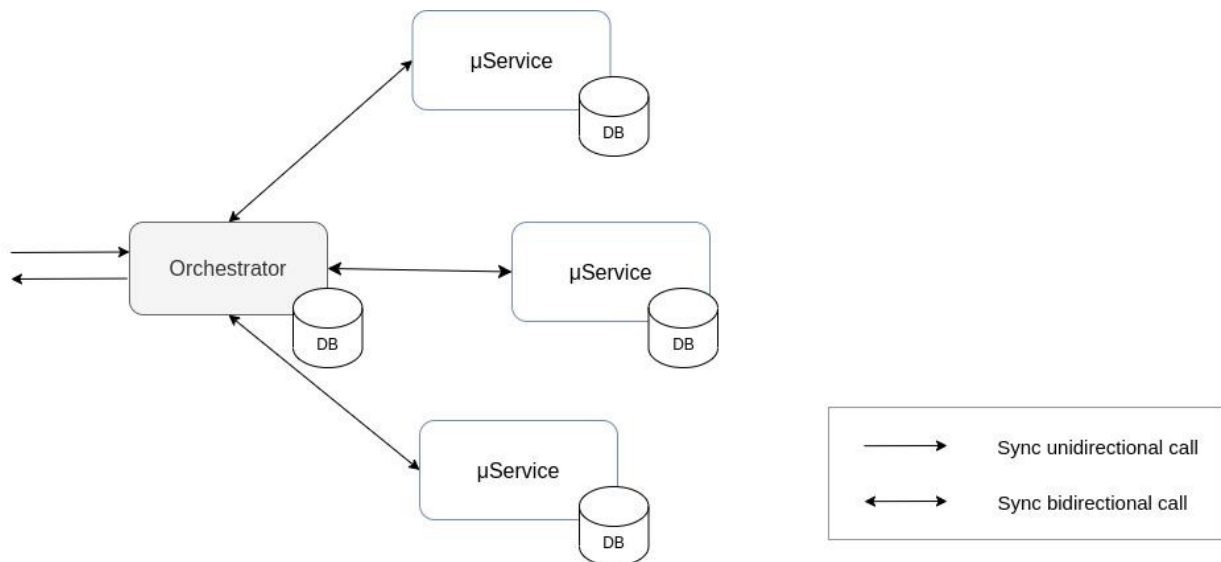 μService
DB
Orchestrator
DB
μService
DB
μService
DB
Sync unidirectional call
Sync bidirectional call